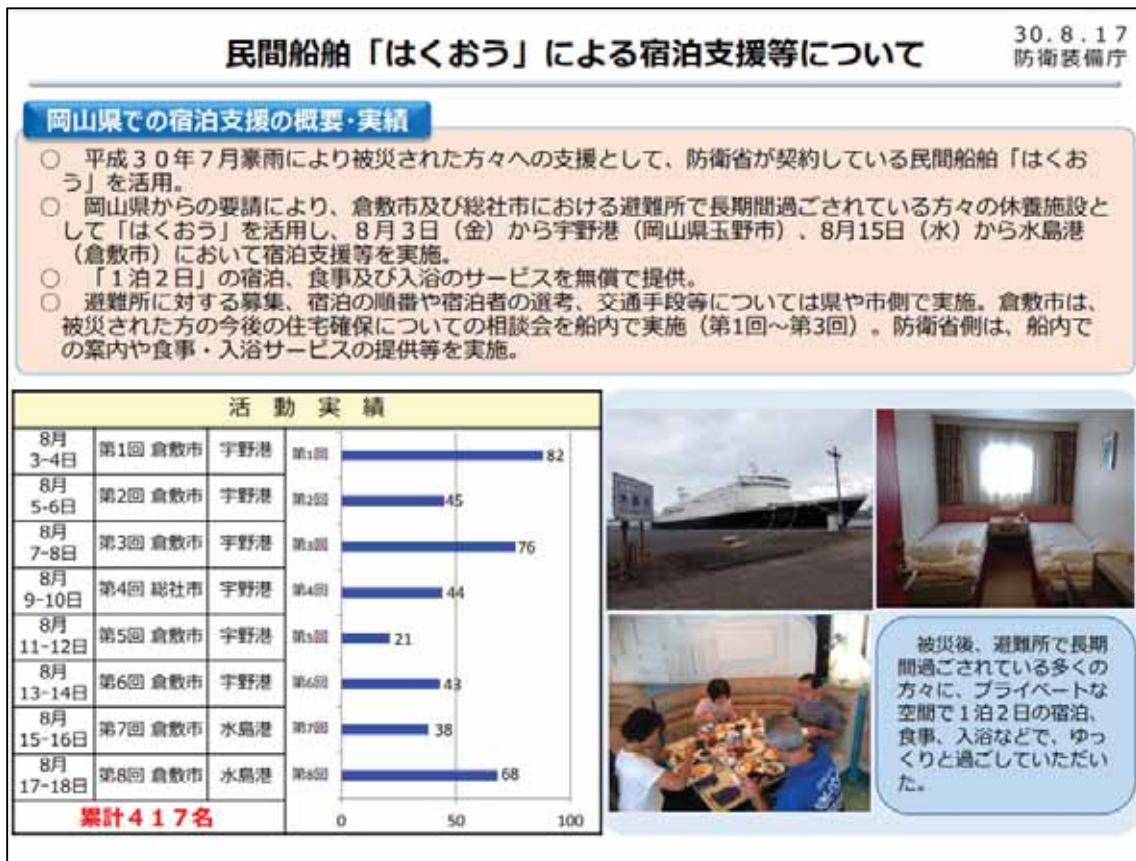 民間船舶「はくおう」による宿泊支援等について
30.8.17
防衛装備庁
岡山県での宿泊支援の概要・実績
○ 平成３０年７月豪雨により被災された方々への支援として、防衛省が契約している民間船舶「はくお
う」を活用。
○ 岡山県からの要請により、倉敷市及び総社市における避難所で長期間過ごされている方々の休養施設と
して「はくおう」を活用し、８月３日（金）から宇野港（岡山県玉野市）、8月15日（水）から水島港
（倉敷市）において宿泊支援等を実施。
○ 「１泊２日」の宿泊、食事及び入浴のサービスを無償で提供。
○ 避難所に対する募集、宿泊の順番や宿泊者の選考、交通手段等については県や市側で実施。倉敷市は、
被災された方の今後の住宅確保についての相談会を船内で実施（第1回～第3回）。防衛省側は、船内で
の案内や食事・入浴サービスの提供等を実施。
活動実績
8月
3-4日 第1回 倉敷市 宇野港 第1回 82
8月
5-6日 第2回 倉敷市 宇野港 第2回 45
8月
7-8日 第3回 倉敷市 宇野港 第3回 76
8月
9-10日 第4回 総社市 宇野港 第4回 44
8月
11-12日 第5回 倉敷市 宇野港 第5回 21
8月
13-14日 第6回 倉敷市 宇野港 第6回 43
8月
15-16日 第7回 倉敷市 水島港 第7回 38
8月
17-18日 第8回 倉敷市 水島港 第8回 68
累計４１７名
0 50 100
被災後、避難所で長期
間過ごされている多くの
方々に、プライベートな
空間で１泊２日の宿泊、
食事、入浴などで、ゆっ
くりと過ごしていただい
た。